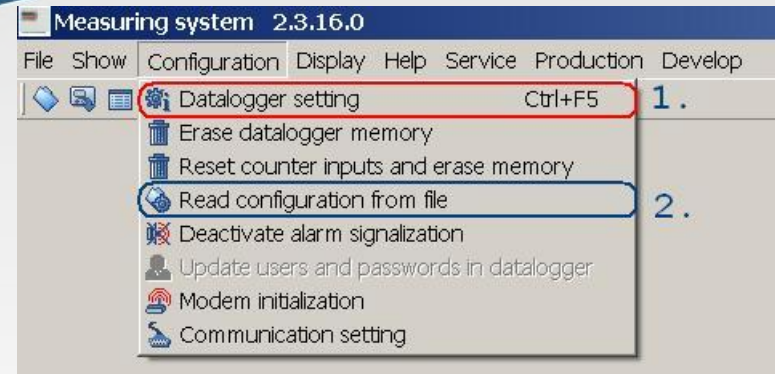 Measuring system 2.3.16.0
File Show Configuration Display Help Service Production Develop
Datalogger setting Ctrl+F5 1.
Erase datalogger memory
Reset counter inputs and erase memory
Read configuration from file 2.
Deactivate alarm signalization
Update users and passwords in datalogger
Modem initialization
Communication setting